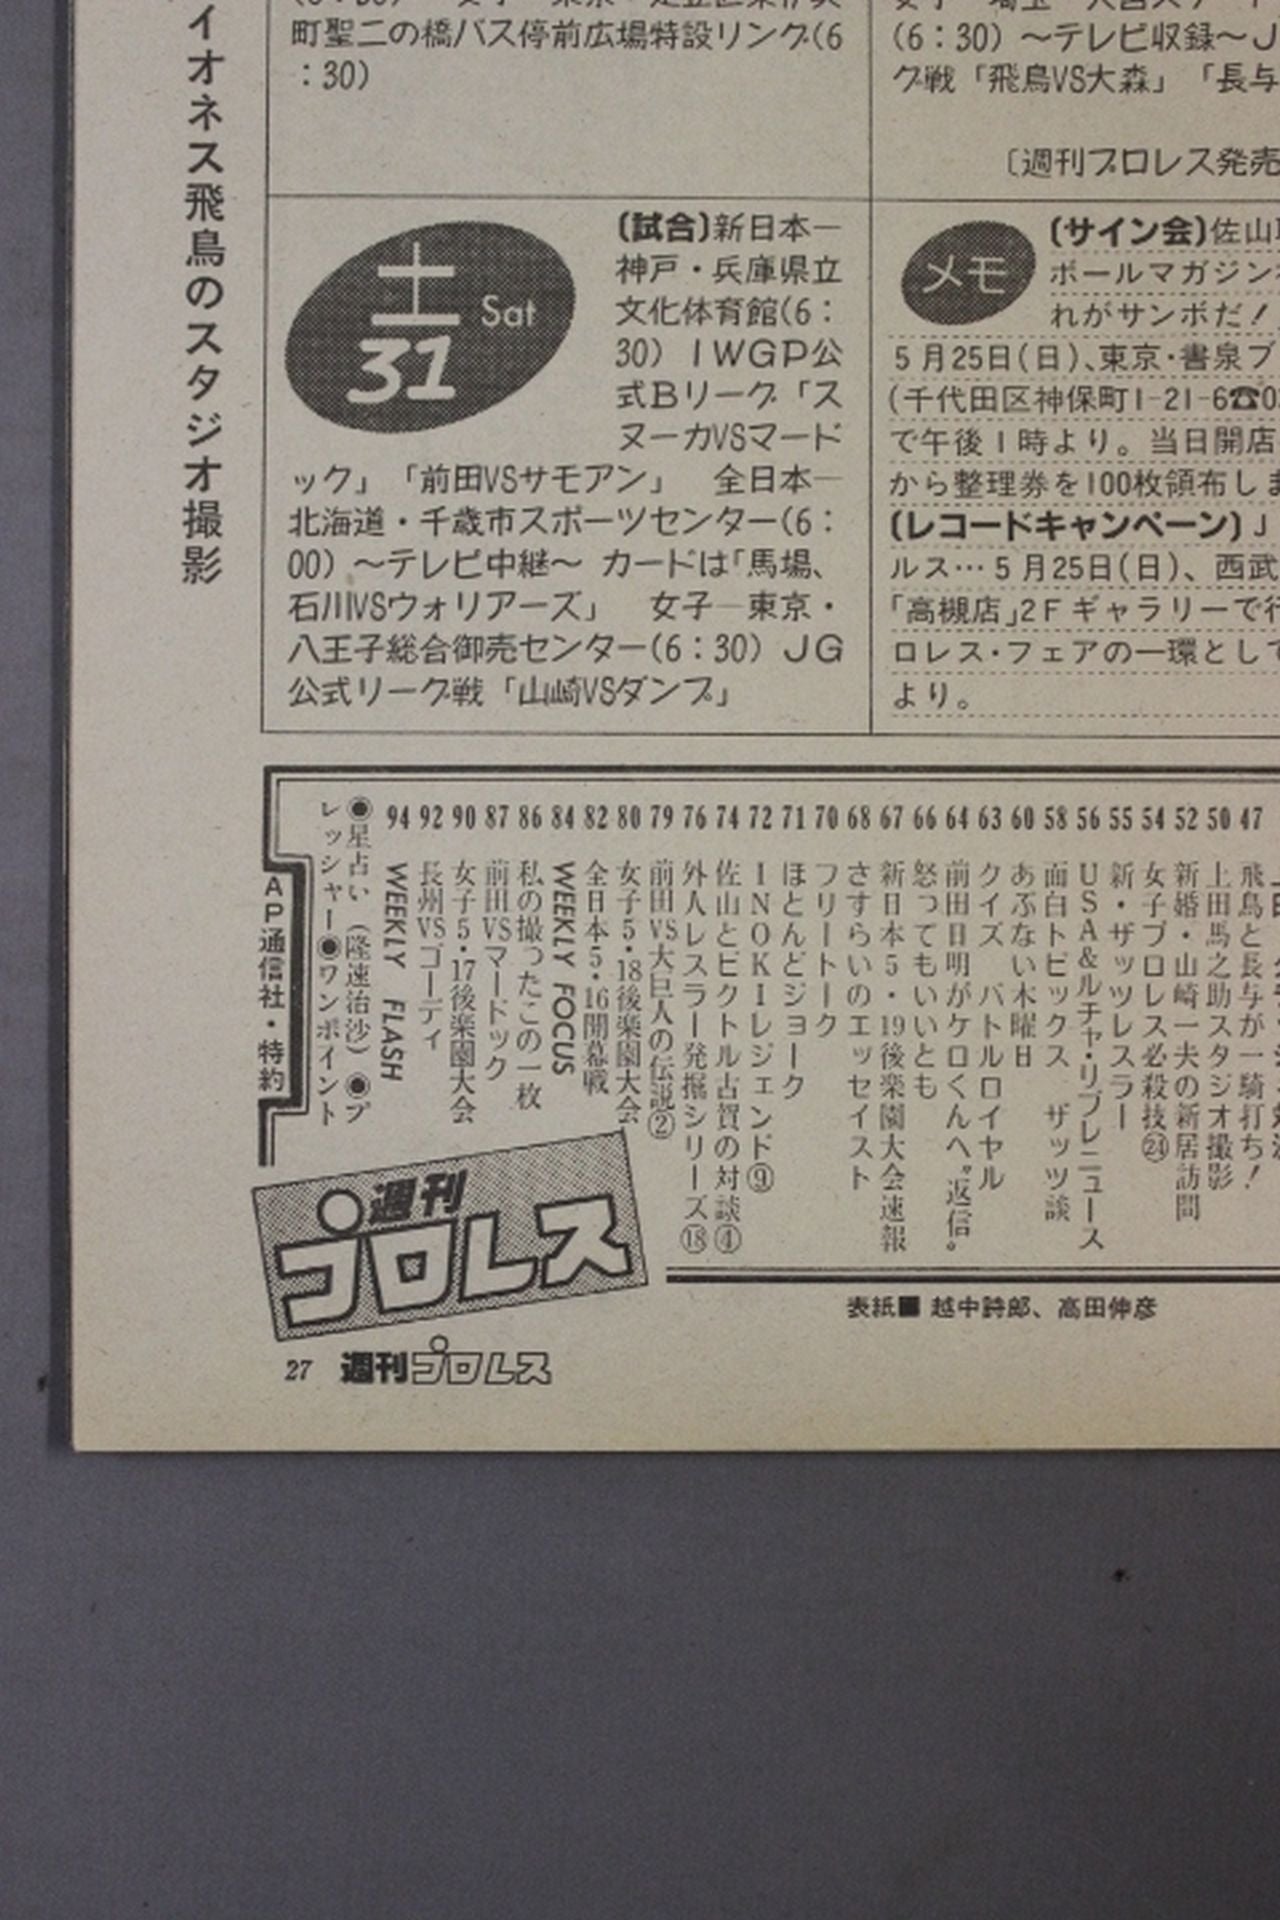 イオネス飛鳥のスタジオ撮影
町聖二の橋バス停前広場特設リング(6
：30)
(6：30) 〜テレビ収録〜J
グ戦「飛鳥VS大森」「長与
〔週刊プロレス発売
土
31
Sat
〔試合〕新日本―
神戸・兵庫県立
文化体育館(6：
30) IWGP公
式Bリーグ「ス
ヌーカVSマード
ック」「前田VSサモアン」　全日本―
北海道・千歳市スポーツセンター(6：
00) 〜テレビ中継〜 カードは「馬場、
石川VSウォリアーズ」　女子―東京・
八王子総合卸売センター(6：30) JG
公式リーグ戦「山崎VSダンプ」
メモ
〔サイン会〕佐山
ボールマガジン
れがサンボだ！
5月25日(日)、東京・書泉ブ
(千代田区神保町1-21-6☎0
で午後1時より。当日開店
から整理券を100枚領布しま
〔レコードキャンペーン〕J
ルス…5月25日(日)、西武
「高槻店」2Fギャラリーで行
ロレス・フェアの一環として
より。
47 飛鳥と長与が一騎打ち！
50 上田馬之助スタジオ撮影
52 新婚・山崎一夫の新居訪問
54 女子プロレス必殺技㉔
55 新・ザッツレスラー
56 USA&ルチャ・リブレニュース
58 面白トピックス　ザッツ談
60 あぶない木曜日
63 クイズ　バトルロイヤル
64 前田日明がケロくんへ〝返信〟
66 怒ってもいいとも
67 新日本5・19後楽園大会速報
68 さすらいのエッセイスト
70 フリートーク
71 ほとんどジョーク
72 INOKIレジェンド⑨
74 佐山とビクトル古賀の対談④
76 外人レスラー発掘シリーズ⑱
79 前田VS大巨人の伝説②
80 女子5・18後楽園大会
82 全日本5・16開幕戦
84 WEEKLY FOCUS
86 私の撮ったこの一枚
87 前田VSマードック
90 女子5・17後楽園大会
92 長州VSゴーディ
94 WEEKLY FLASH
◉星占い（隆速治沙）◉プ
レッシャー◉ワンポイント
AP通信社・特約
週刊
プロレス
表紙■ 越中詩郎、高田伸彦
27 週刊プロレス